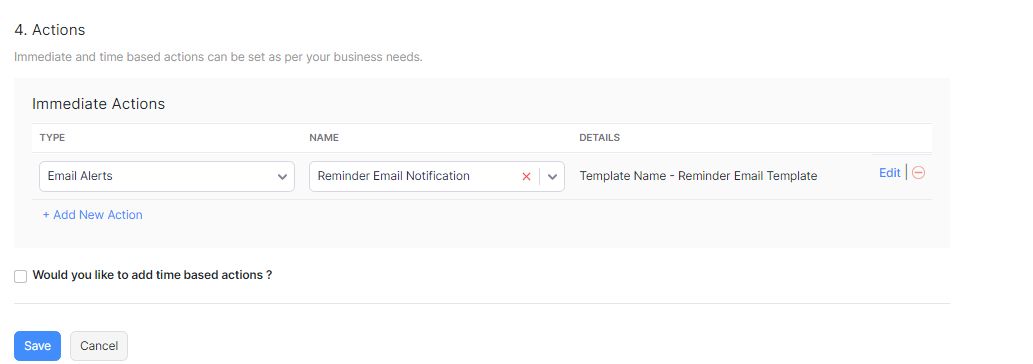 4. Actions
Immediate and time based actions can be set as per your business needs.
Immediate Actions
TYPE NAME DETAILS
Email Alerts Reminder Email Notification Template Name - Reminder Email Template Edit
+ Add New Action
Would you like to add time based actions ?
Save Cancel